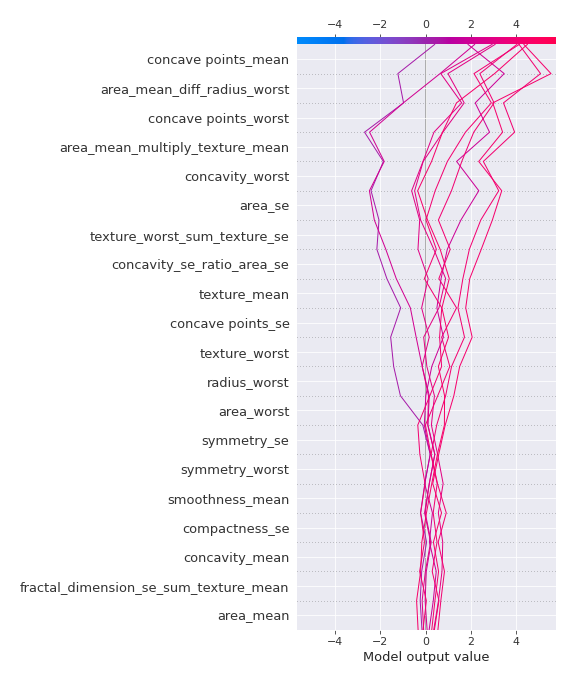 −4 −2 0 2 4
concave points_mean
area_mean_diff_radius_worst
concave points_worst
area_mean_multiply_texture_mean
concavity_worst
area_se
texture_worst_sum_texture_se
concavity_se_ratio_area_se
texture_mean
concave points_se
texture_worst
radius_worst
area_worst
symmetry_se
symmetry_worst
smoothness_mean
compactness_se
concavity_mean
fractal_dimension_se_sum_texture_mean
area_mean
−4 −2 0 2 4
Model output value